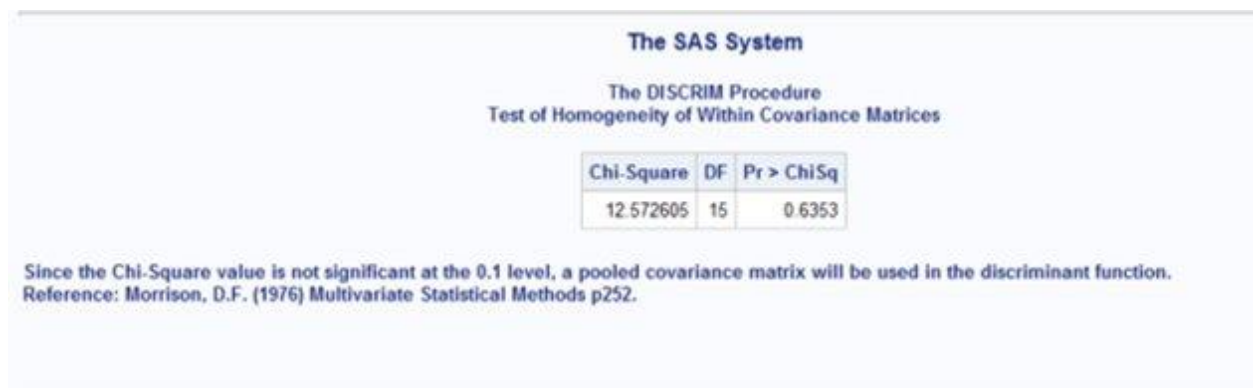 The SAS System
The DISCRIM Procedure
Test of Homogeneity of Within Covariance Matrices
Chi-Square DF Pr > ChiSq
12.572605 15 0.6353
Since the Chi-Square value is not significant at the 0.1 level, a pooled covariance matrix will be used in the discriminant function.
Reference: Morrison, D.F. (1976) Multivariate Statistical Methods p252.